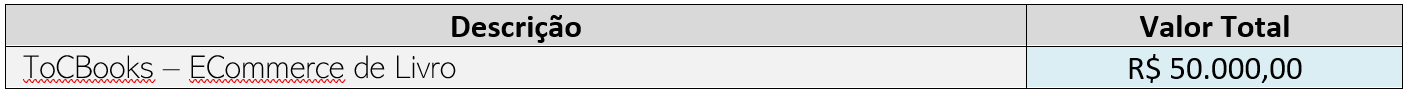 Descrição Valor Total
ToCBooks – ECommerce de Livro R$ 50.000,00